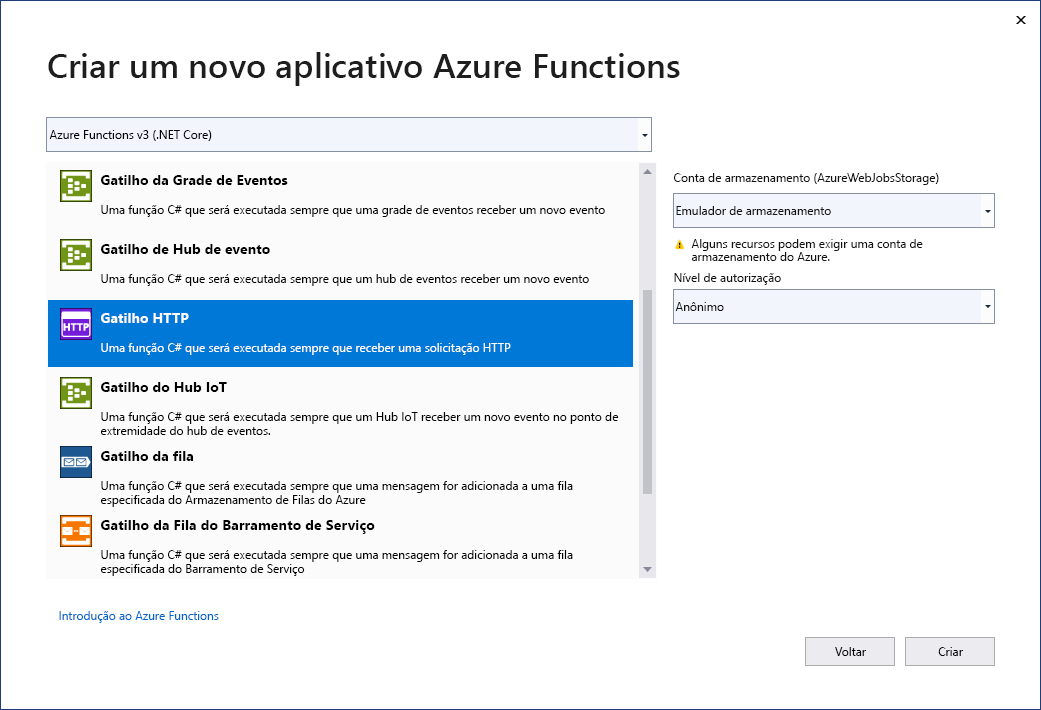 Criar um novo aplicativo Azure Functions
Azure Functions v3 (.NET Core)
Gatilho da Grade de Eventos
Uma função C# que será executada sempre que uma grade de eventos receber um novo evento
Gatilho de Hub de evento
Uma função C# que será executada sempre que um hub de eventos receber um novo evento
HTTP
Gatilho HTTP
Uma função C# que será executada sempre que receber uma solicitação HTTP
Gatilho do Hub IoT
Uma função C# que será executada sempre que um Hub IoT receber um novo evento no ponto de
extremidade do hub de eventos.
Gatilho da fila
Uma função C# que será executada sempre que uma mensagem for adicionada a uma fila
especificada do Armazenamento de Filas do Azure
Gatilho da Fila do Barramento de Serviço
Uma função C# que será executada sempre que uma mensagem for adicionada a uma fila
especificada do Barramento de Serviço
Conta de armazenamento (AzureWebJobsStorage)
Emulador de armazenamento
Alguns recursos podem exigir uma conta de
armazenamento do Azure.
Nível de autorização
Anônimo
Introdução ao Azure Functions
Voltar
Criar